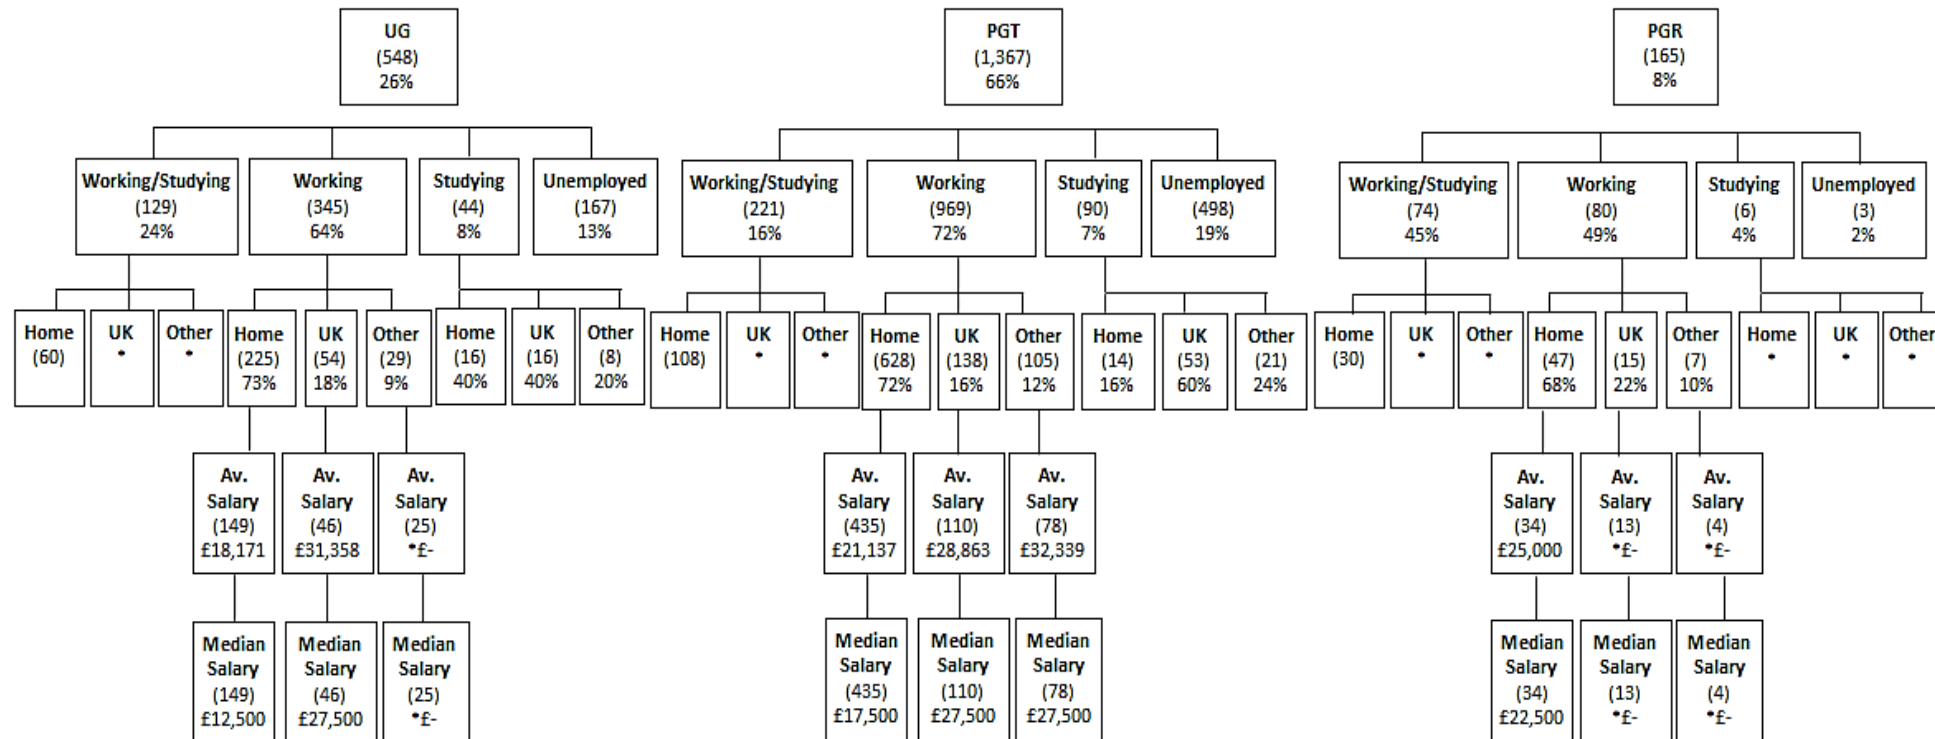 UG
(548)
26%
PGT
(1,367)
66%
PGR
(165)
8%
Working/Studying
(129)
24%
Working
(345)
64%
Studying
(44)
8%
Unemployed
(167)
13%
Working/Studying
(221)
16%
Working
(969)
72%
Studying
(90)
7%
Unemployed
(498)
19%
Working/Studying
(74)
45%
Working
(80)
49%
Studying
(6)
4%
Unemployed
(3)
2%
Home
(60)
UK
*
Other
*
Home
(225)
73%
UK
(54)
18%
Other
(29)
9%
Home
(16)
40%
UK
(16)
40%
Other
(8)
20%
Home
(108)
UK
*
Other
*
Home
(628)
72%
UK
(138)
16%
Other
(105)
12%
Home
(14)
16%
UK
(53)
60%
Other
(21)
24%
Home
(30)
UK
*
Other
*
Home
(47)
68%
UK
(15)
22%
Other
(7)
10%
Home
*
UK
*
Other
*
Av.
Salary
(149)
£18,171
Av.
Salary
(46)
£31,358
Av.
Salary
(25)
*£-
Av.
Salary
(435)
£21,137
Av.
Salary
(110)
£28,863
Av.
Salary
(78)
£32,339
Av.
Salary
(34)
£25,000
Av.
Salary
(13)
*£-
Av.
Salary
(4)
*£-
Median
Salary
(149)
£12,500
Median
Salary
(46)
£27,500
Median
Salary
(25)
*£-
Median
Salary
(435)
£17,500
Median
Salary
(110)
£27,500
Median
Salary
(78)
£27,500
Median
Salary
(34)
£22,500
Median
Salary
(13)
*£-
Median
Salary
(4)
*£-